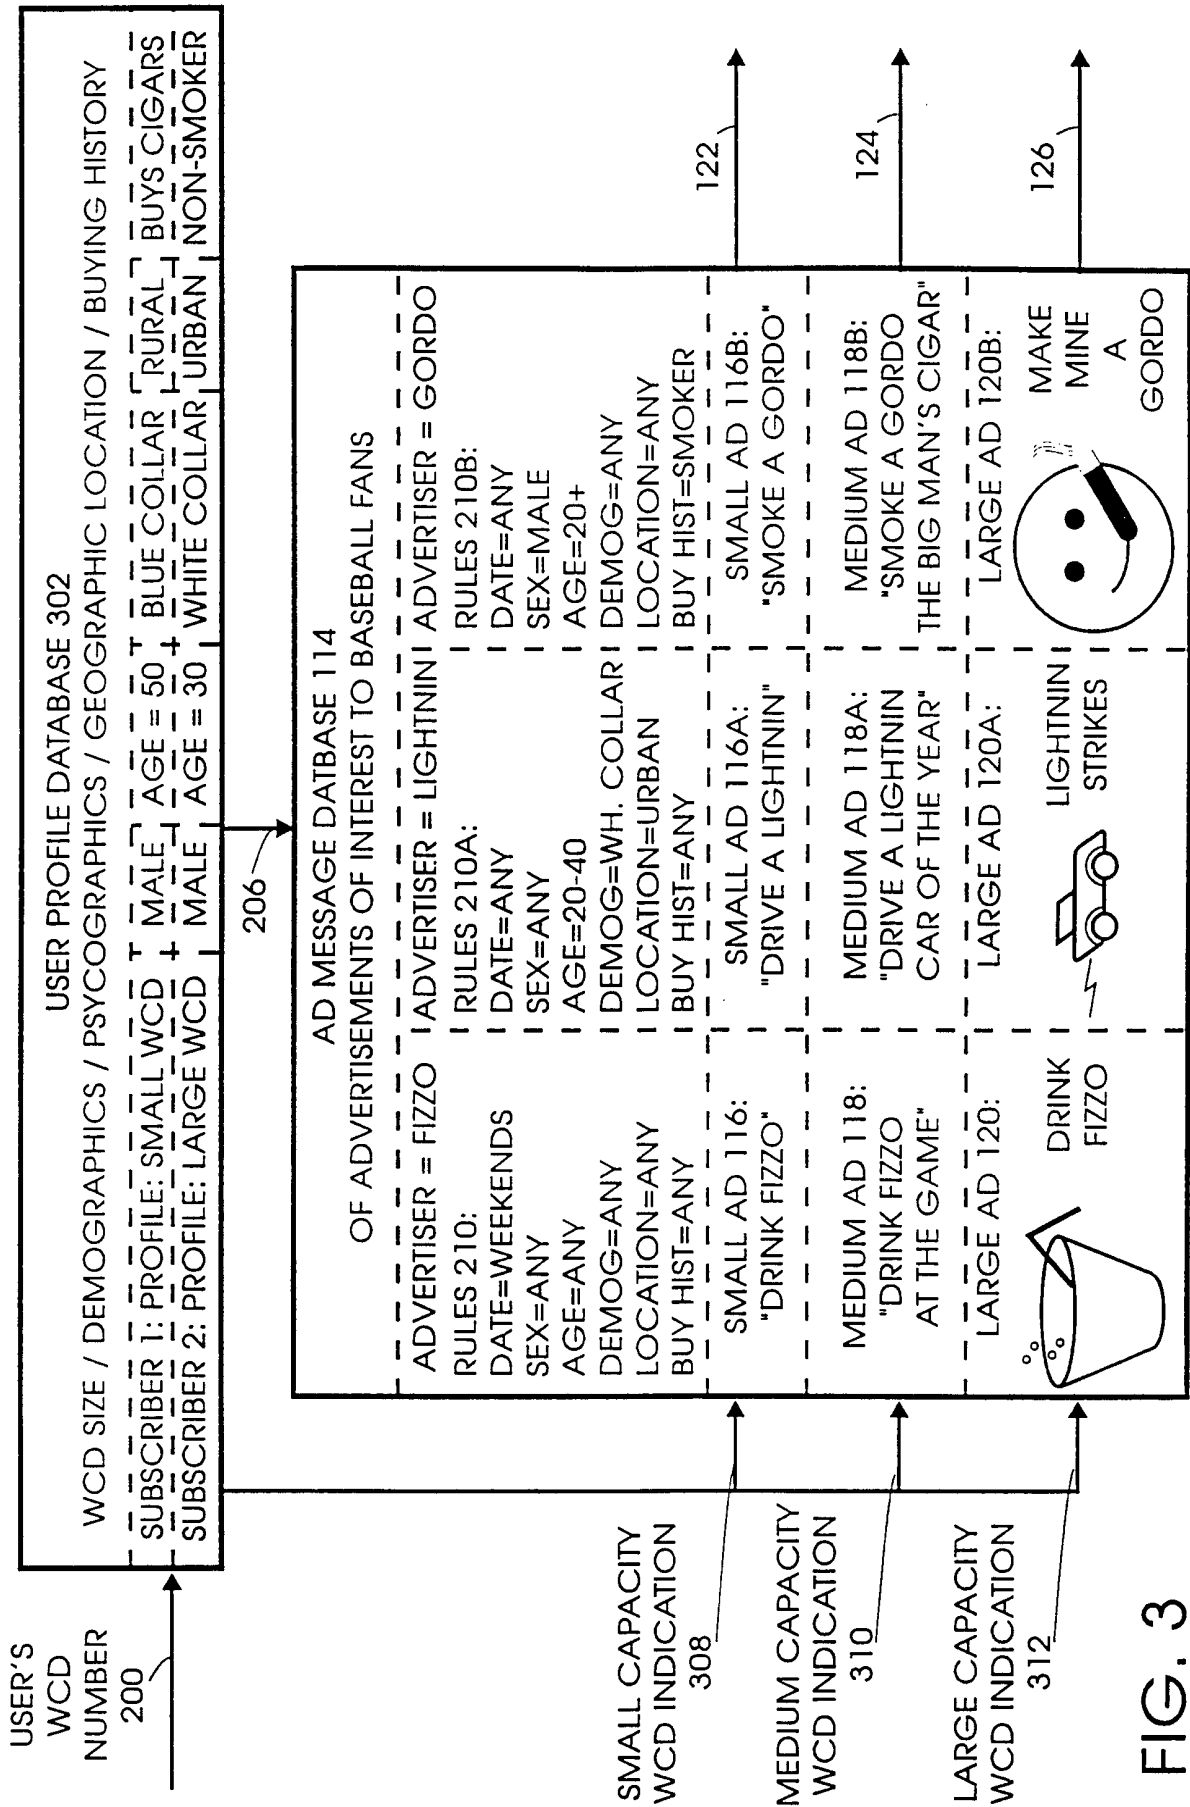 USER'S
WCD
NUMBER
200
USER PROFILE DATABASE 302
WCD SIZE / DEMOGRAPHICS / PSYCOGRAPHICS / GEOGRAPHIC LOCATION / BUYING HISTORY
SUBSCRIBER 1: PROFILE: SMALL WCD MALE AGE = 50 BLUE COLLAR RURAL BUYS CIGARS
SUBSCRIBER 2: PROFILE: LARGE WCD MALE AGE = 30 WHITE COLLAR URBAN NON-SMOKER
206
AD MESSAGE DATBASE 114
OF ADVERTISEMENTS OF INTEREST TO BASEBALL FANS
ADVERTISER = FIZZO
RULES 210:
DATE=WEEKENDS
SEX=ANY
AGE=ANY
DEMOG=ANY
LOCATION=ANY
BUY HIST=ANY
SMALL AD 116:
"DRINK FIZZO"
MEDIUM AD 118:
"DRINK FIZZO
AT THE GAME"
LARGE AD 120:
DRINK
FIZZO
ADVERTISER = LIGHTNIN
RULES 210A:
DATE=ANY
SEX=ANY
AGE=20-40
DEMOG=WH. COLLAR
LOCATION=URBAN
BUY HIST=ANY
SMALL AD 116A:
"DRIVE A LIGHTNIN"
MEDIUM AD 118A:
"DRIVE A LIGHTNIN
CAR OF THE YEAR"
LARGE AD 120A:
LIGHTNIN
STRIKES
ADVERTISER = GORDO
RULES 210B:
DATE=ANY
SEX=MALE
AGE=20+
DEMOG=ANY
LOCATION=ANY
BUY HIST=SMOKER
SMALL AD 116B:
"SMOKE A GORDO"
MEDIUM AD 118B:
"SMOKE A GORDO
THE BIG MAN'S CIGAR"
LARGE AD 120B:
MAKE
MINE
A
GORDO
SMALL CAPACITY
WCD INDICATION
308
MEDIUM CAPACITY
WCD INDICATION
310
LARGE CAPACITY
WCD INDICATION
312
122
124
126
FIG. 3